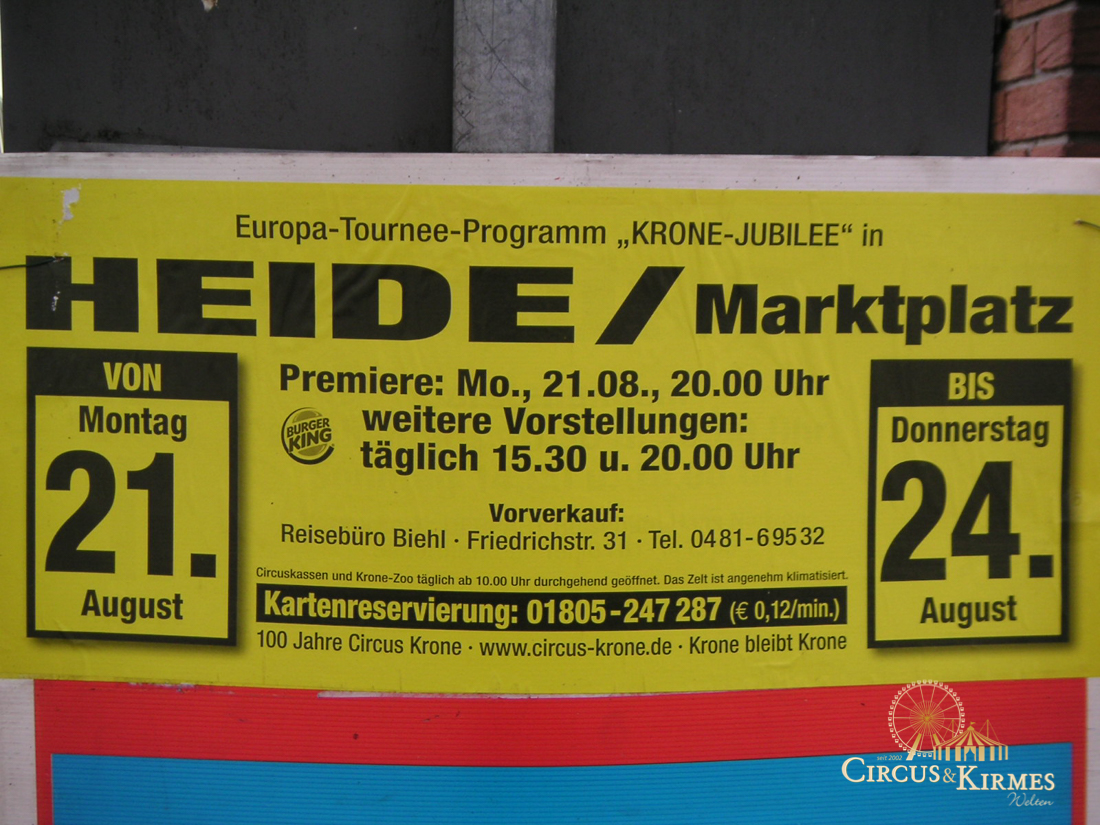 Europa-Tournee-Programm „KRONE-JUBILEE“ in
HEIDE / Marktplatz
VON
Montag
21.
August
Premiere: Mo., 21.08., 20.00 Uhr
BURGER KING
weitere Vorstellungen:
täglich 15.30 u. 20.00 Uhr
BIS
Donnerstag
24.
August
Vorverkauf:
Reisebüro Biehl · Friedrichstr. 31 · Tel. 0481-69532
Circuskassen und Krone-Zoo täglich ab 10.00 Uhr durchgehend geöffnet. Das Zelt ist angenehm klimatisiert.
Kartenreservierung: 01805-247 287 (€ 0,12/min.)
100 Jahre Circus Krone · www.circus-krone.de · Krone bleibt Krone
seit 2002
CIRCUS & KIRMES
Welten